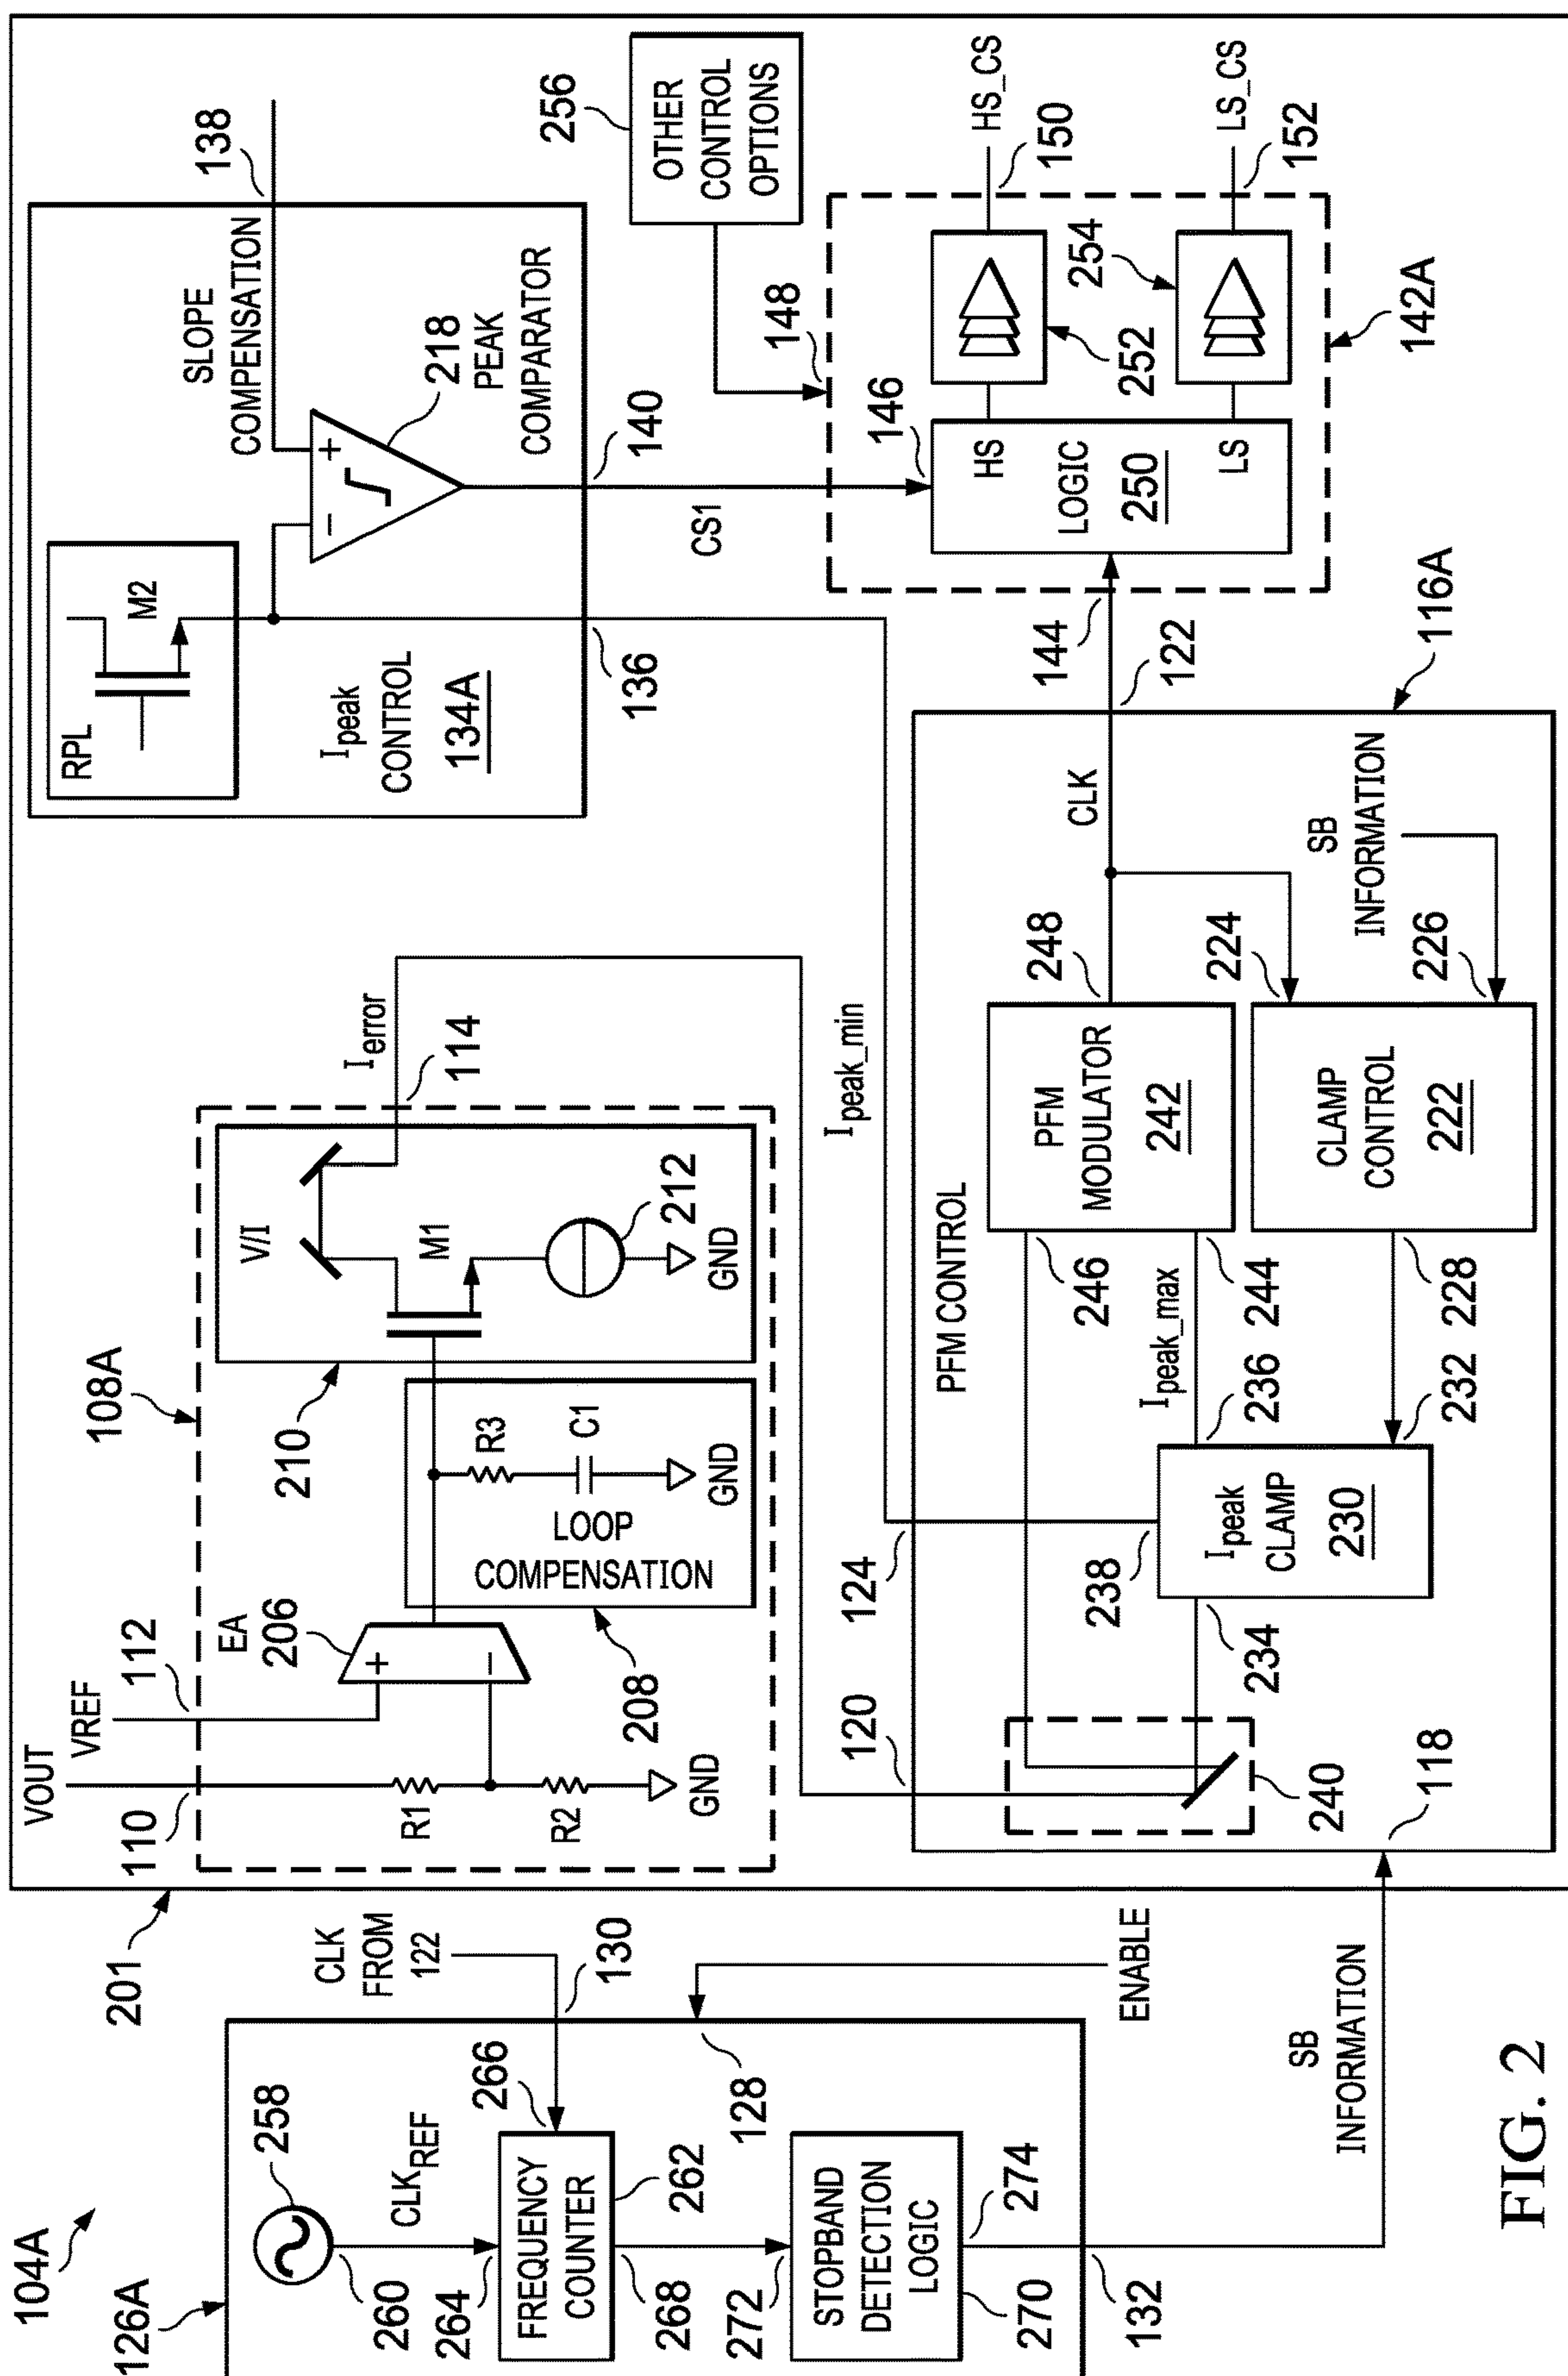 104A
126A
258
260
CLK_REF
264
FREQUENCY
COUNTER
266
262
268
CLK
FROM
122
130
128
ENABLE
272
STOPBAND
DETECTION
LOGIC
270
274
132
SB
INFORMATION
201
VOUT
VREF
110
112
108A
EA
206
R1
R2
GND
208
LOOP
COMPENSATION
R3
C1
GND
210
V/I
M1
212
GND
114
I_error
RPL
M2
I_peak
CONTROL
134A
136
SLOPE
COMPENSATION
138
218
PEAK
COMPARATOR
140
CS1
256
OTHER
CONTROL
OPTIONS
148
146
144
HS
LOGIC
250
LS
252
254
HS_CS
150
LS_CS
152
142A
116A
122
CLK
PFM CONTROL
118
120
124
I_peak_min
240
234
238
I_peak
CLAMP
230
236
232
I_peak_max
246
244
PFM
MODULATOR
242
248
228
CLAMP
CONTROL
222
224
226
SB
INFORMATION
FIG. 2